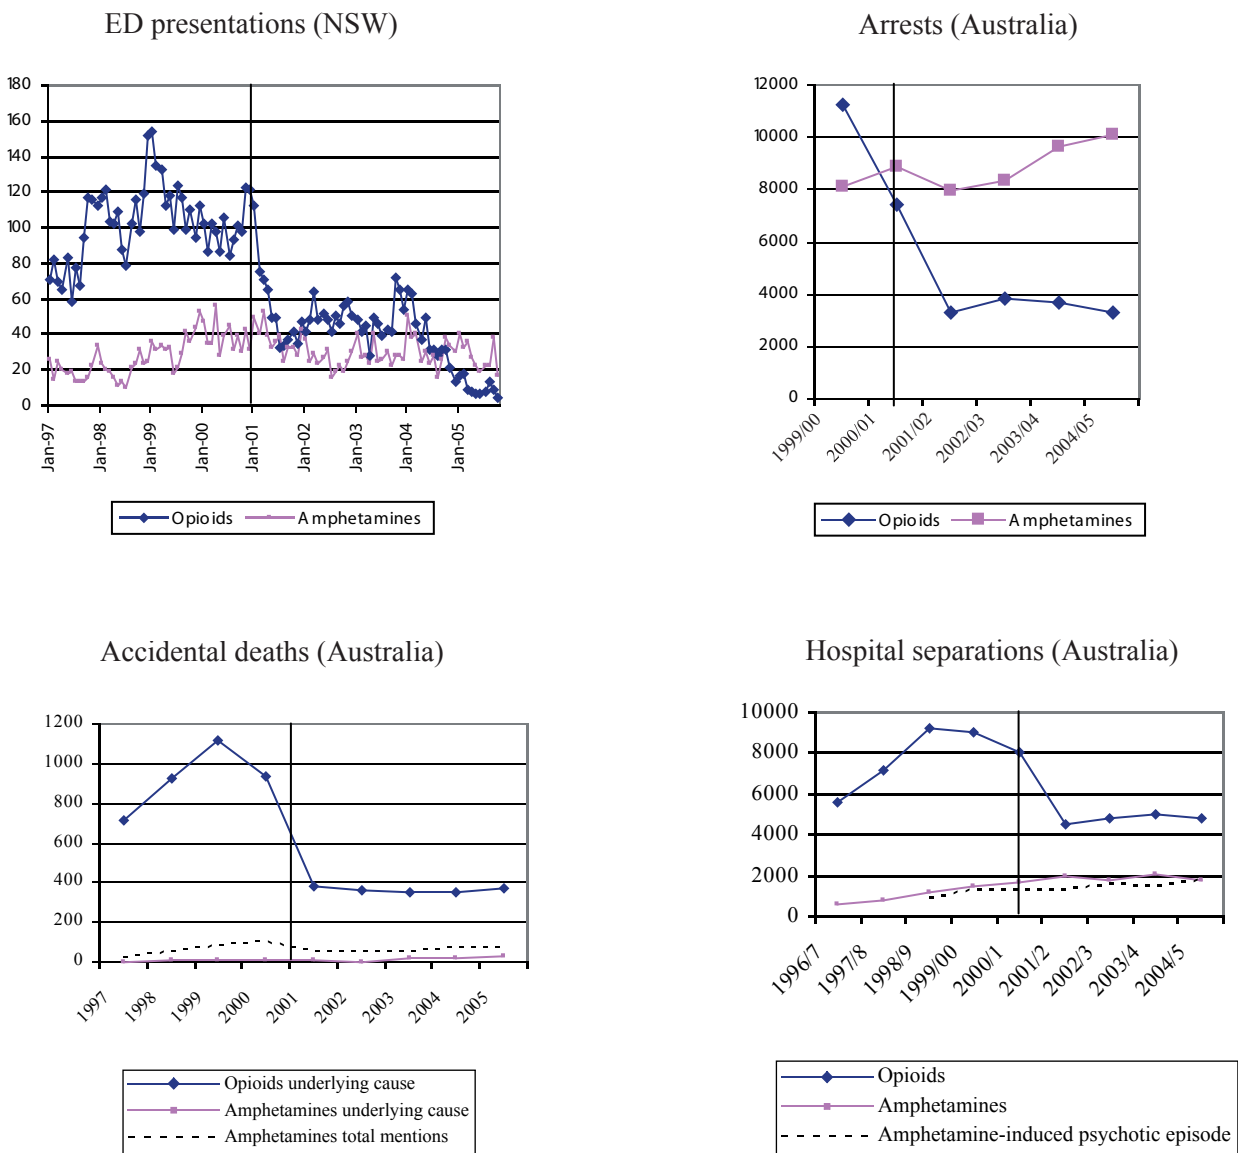 ED presentations (NSW)
180
160
140
120
100
80
60
40
20
0
Jan-97
Jan-98
Jan-99
Jan-00
Jan-01
Jan-02
Jan-03
Jan-04
Jan-05
Opioids
Amphetamines
Arrests (Australia)
12000
10000
8000
6000
4000
2000
0
1999/00
2000/01
2001/02
2002/03
2003/04
2004/05
Opioids
Amphetamines
Accidental deaths (Australia)
1200
1000
800
600
400
200
0
1997
1998
1999
2000
2001
2002
2003
2004
2005
Opioids underlying cause
Amphetamines underlying cause
Amphetamines total mentions
Hospital separations (Australia)
10000
8000
6000
4000
2000
0
1996/7
1997/8
1998/9
1999/00
2000/1
2001/2
2002/3
2003/4
2004/5
Opioids
Amphetamines
Amphetamine-induced psychotic episode